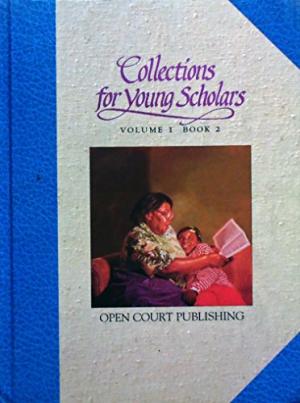 Collections
for Young Scholars
VOLUME 1 BOOK 2
OPEN COURT PUBLISHING